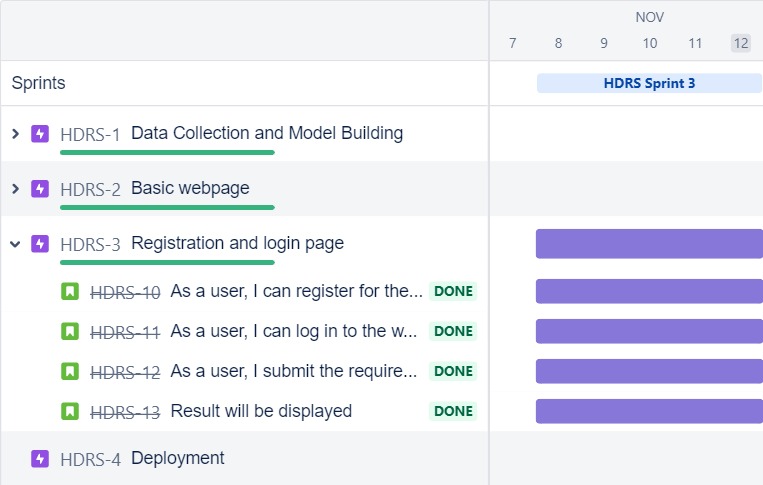 NOV
7 8 9 10 11 12
Sprints
HDRS Sprint 3
HDRS-1 Data Collection and Model Building
HDRS-2 Basic webpage
HDRS-3 Registration and login page
HDRS-10 As a user, I can register for the... DONE
HDRS-11 As a user, I can log in to the w... DONE
HDRS-12 As a user, I submit the require... DONE
HDRS-13 Result will be displayed DONE
HDRS-4 Deployment